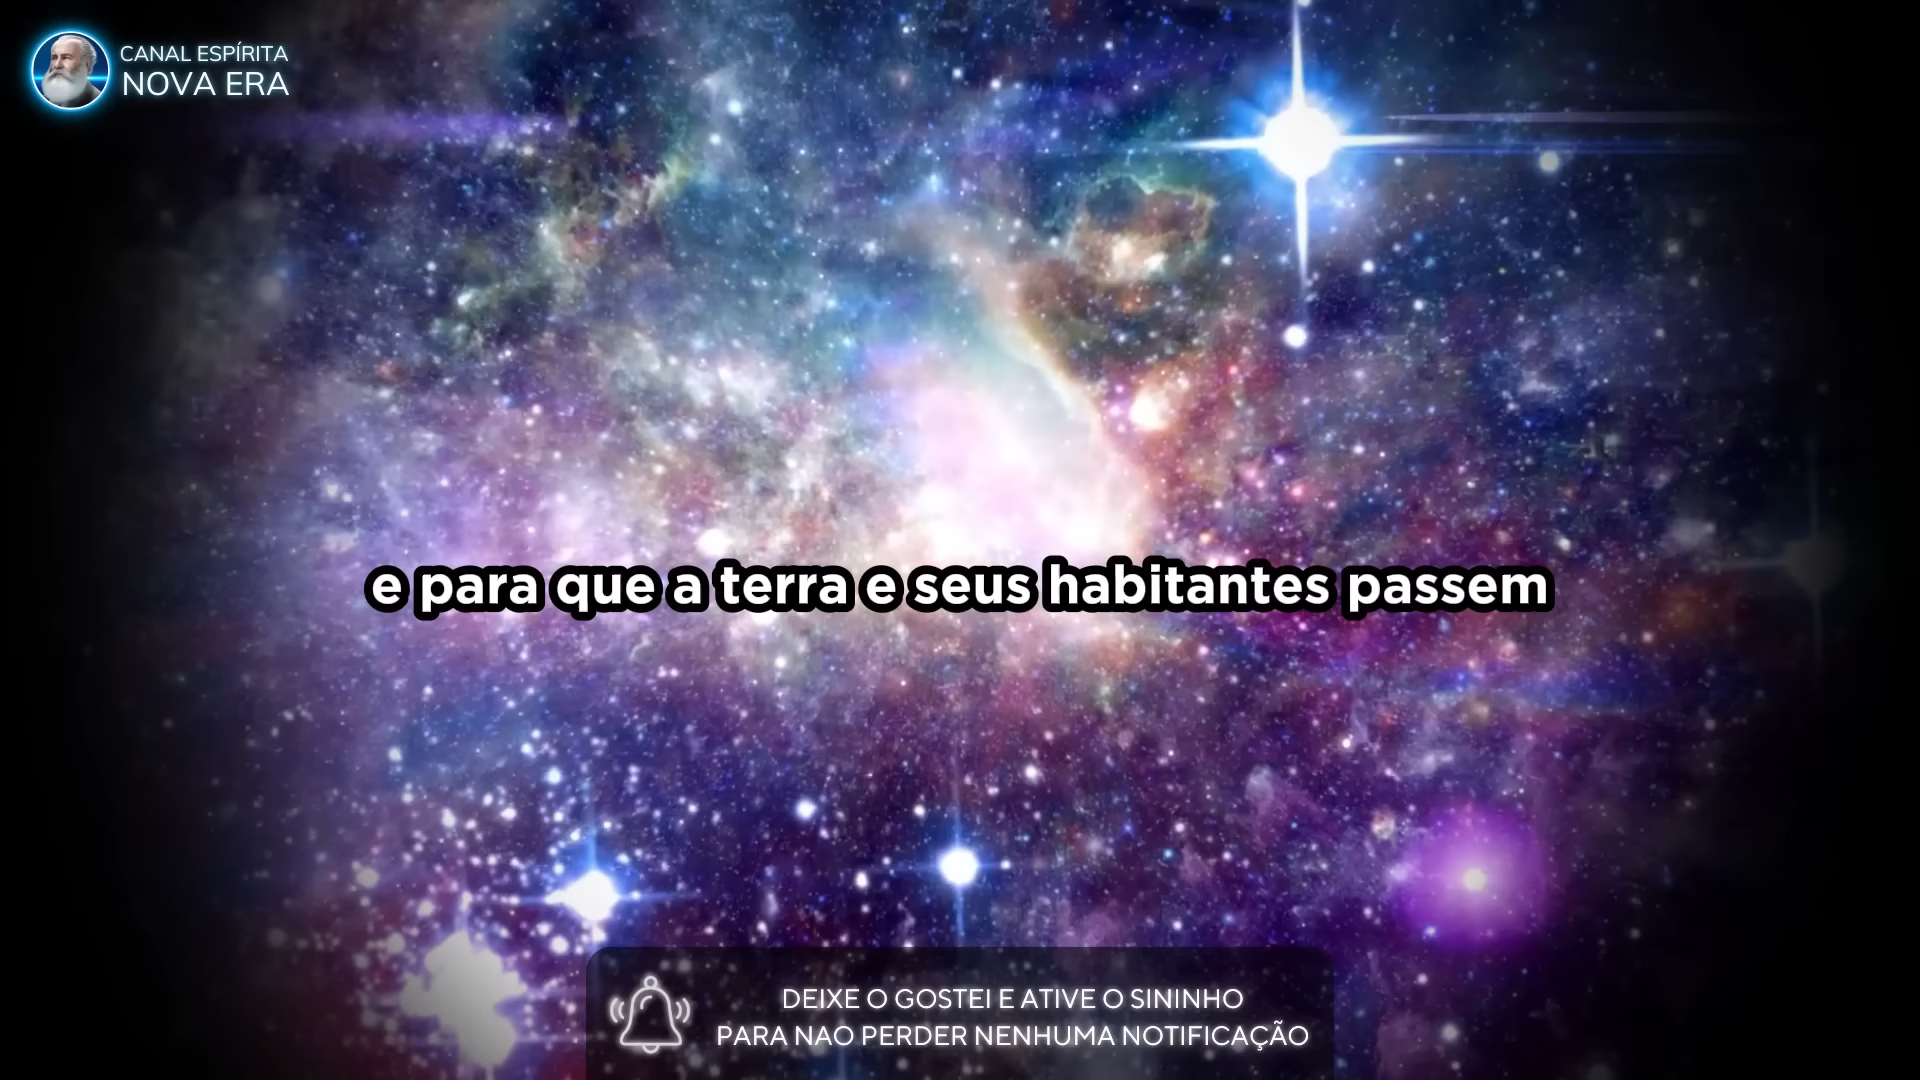 CANAL ESPÍRITA
NOVA ERA
e para que a terra e seus habitantes passem
DEIXE O GOSTEI E ATIVE O SININHO
PARA NAO PERDER NENHUMA NOTIFICAÇÃO